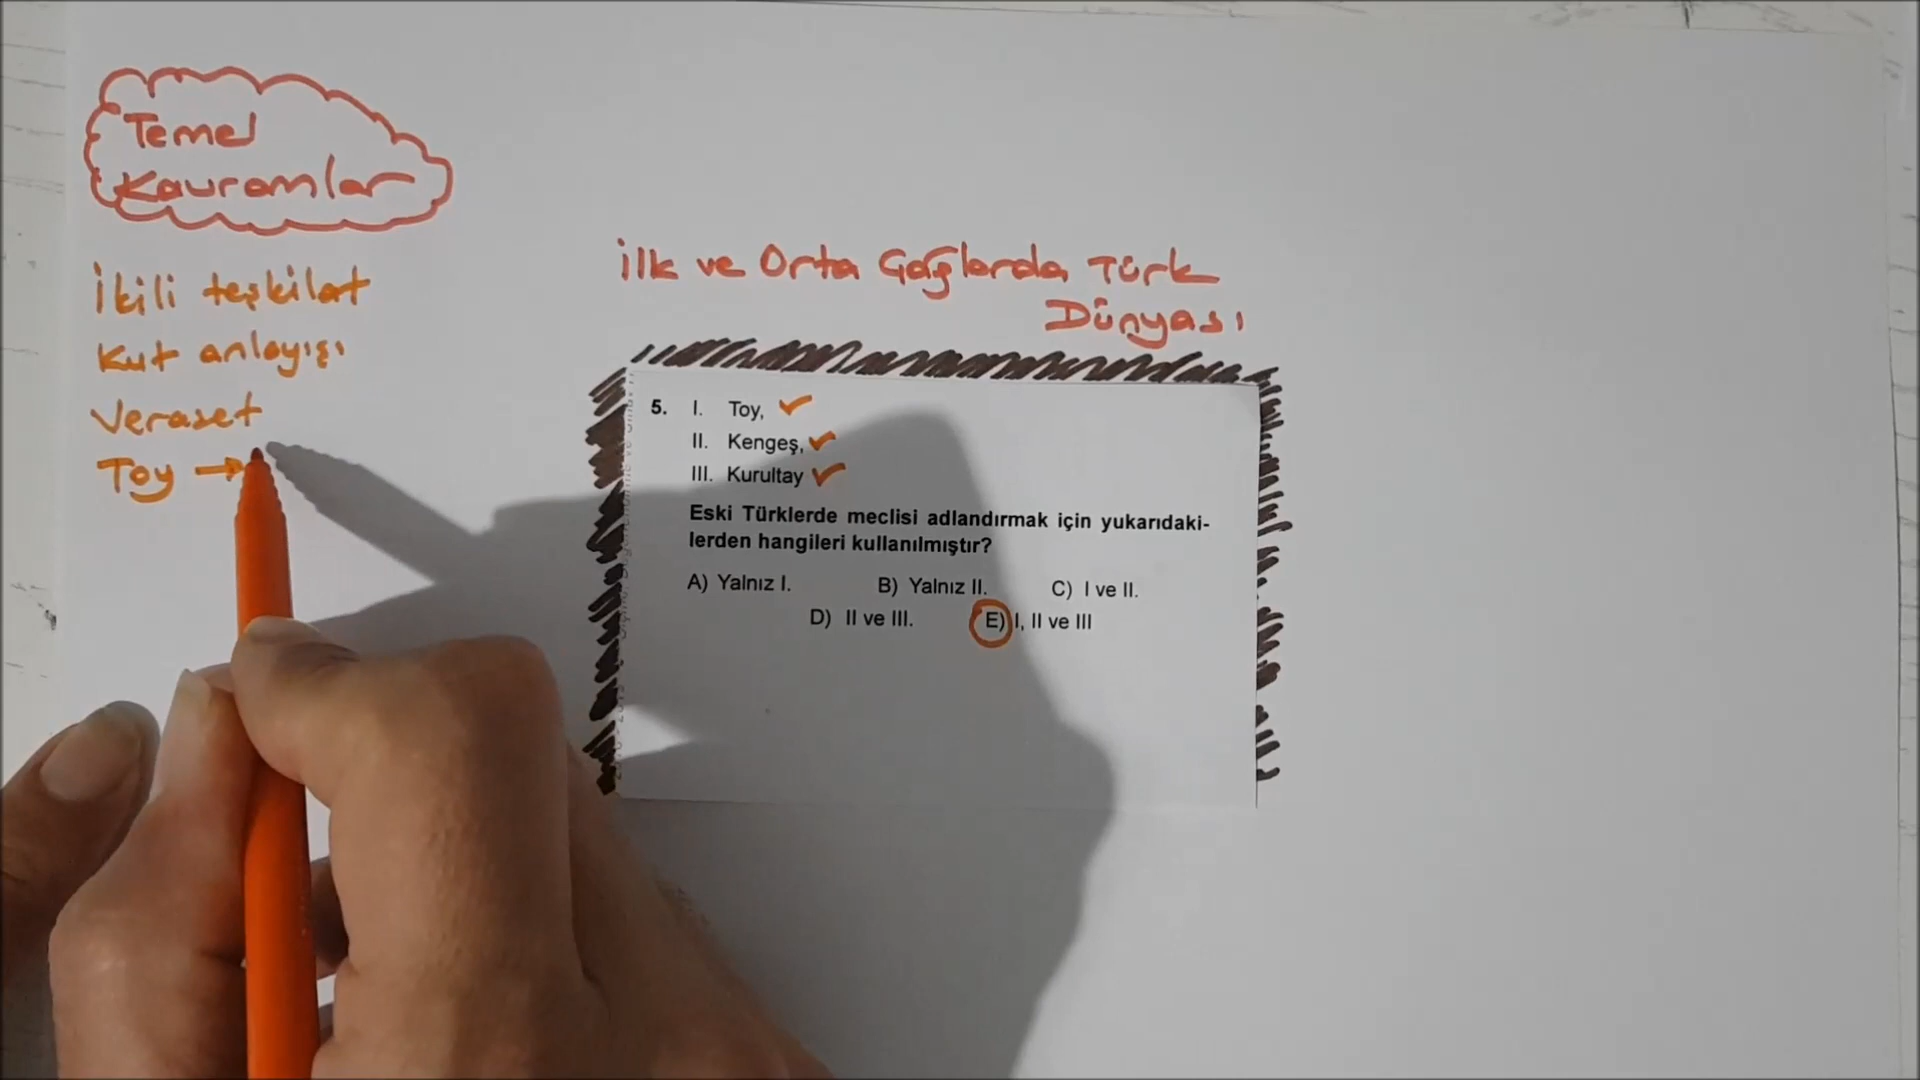 Temel
Kavramlar
İkili teşkilat
Kut anlayışı
Veraset
Toy →
İlk ve Orta Çağlarda Türk
Dünyası
5. I. Toy, ✓
II. Kengeş, ✓
III. Kurultay ✓
Eski Türklerde meclisi adlandırmak için yukarıdaki-
lerden hangileri kullanılmıştır?
A) Yalnız I. B) Yalnız II. C) I ve II.
D) II ve III. E) I, II ve III